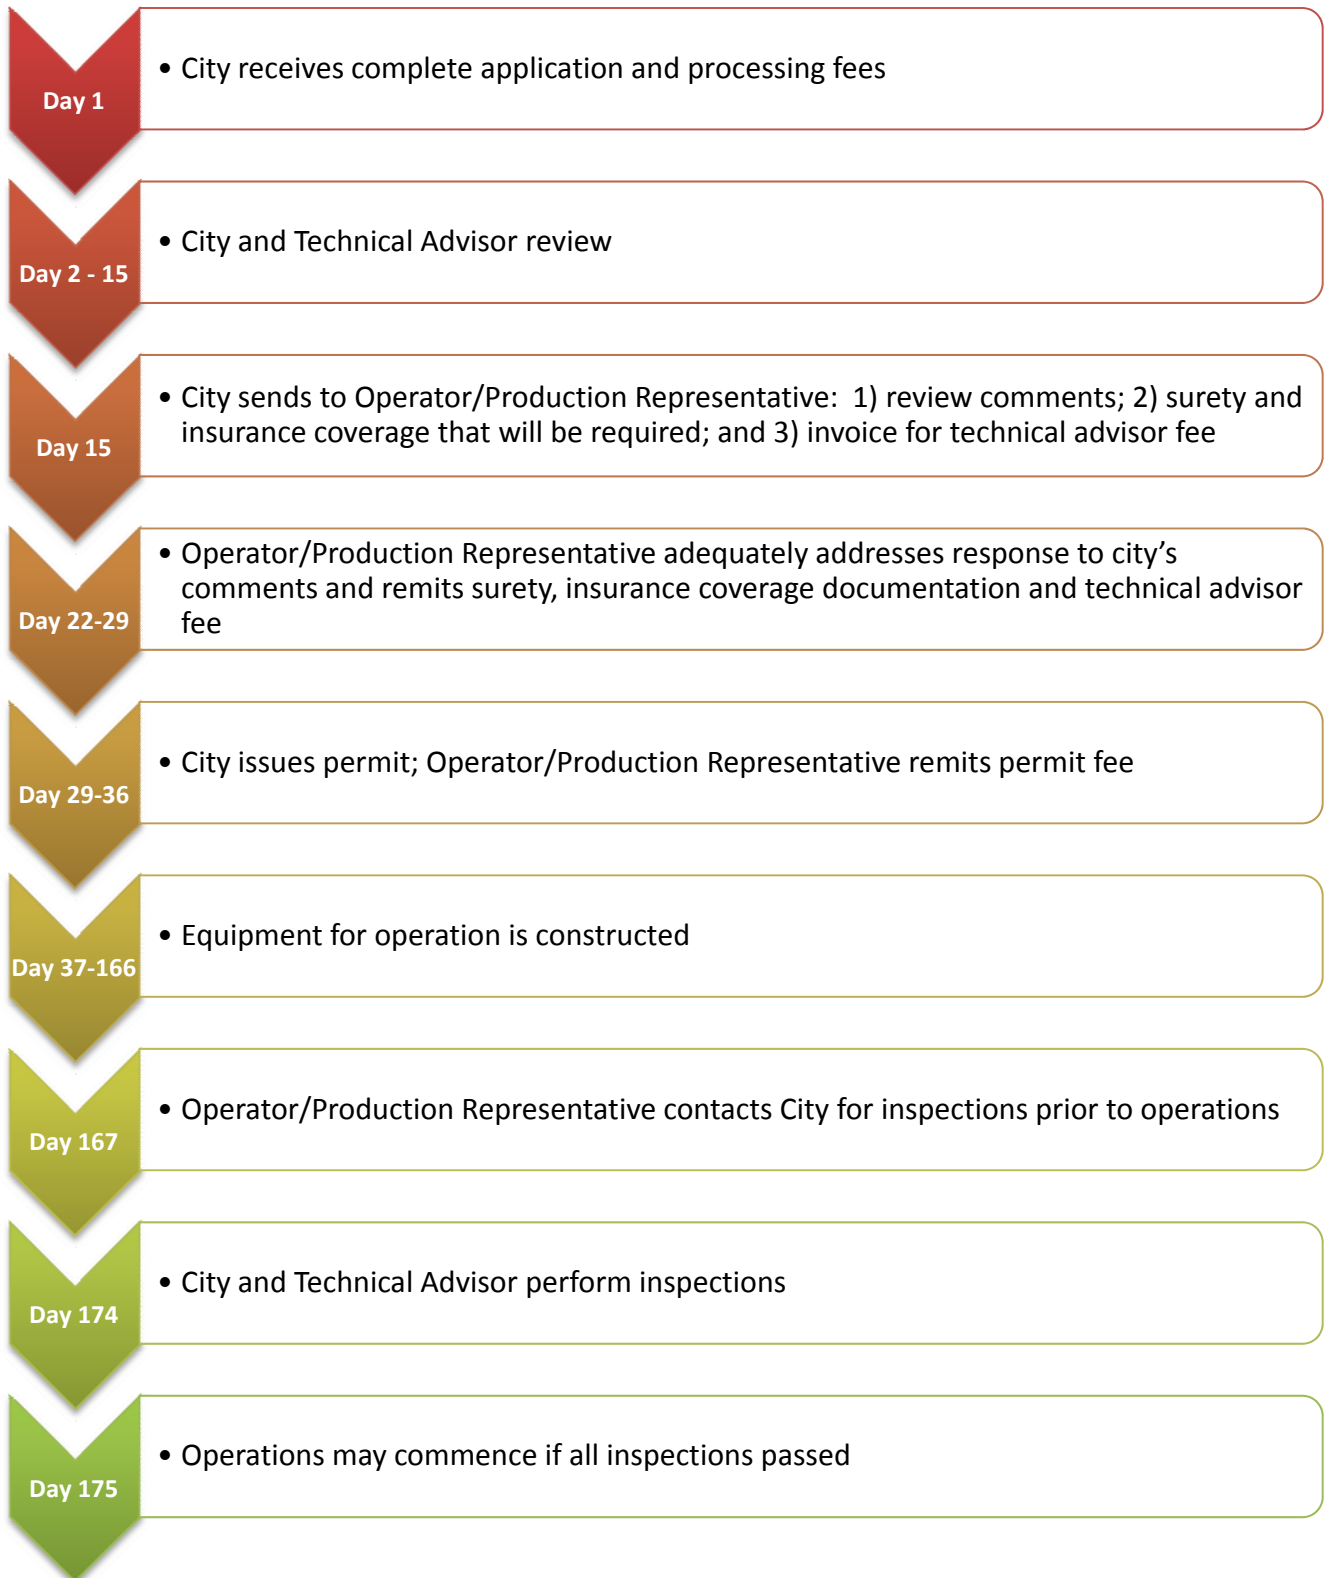 Day 1
• City receives complete application and processing fees
Day 2 - 15
• City and Technical Advisor review
Day 15
• City sends to Operator/Production Representative:  1) review comments; 2) surety and
insurance coverage that will be required; and 3) invoice for technical advisor fee
Day 22-29
• Operator/Production Representative adequately addresses response to city’s
comments and remits surety, insurance coverage documentation and technical advisor
fee
Day 29-36
• City issues permit; Operator/Production Representative remits permit fee
Day 37-166
• Equipment for operation is constructed
Day 167
• Operator/Production Representative contacts City for inspections prior to operations
Day 174
• City and Technical Advisor perform inspections
Day 175
• Operations may commence if all inspections passed